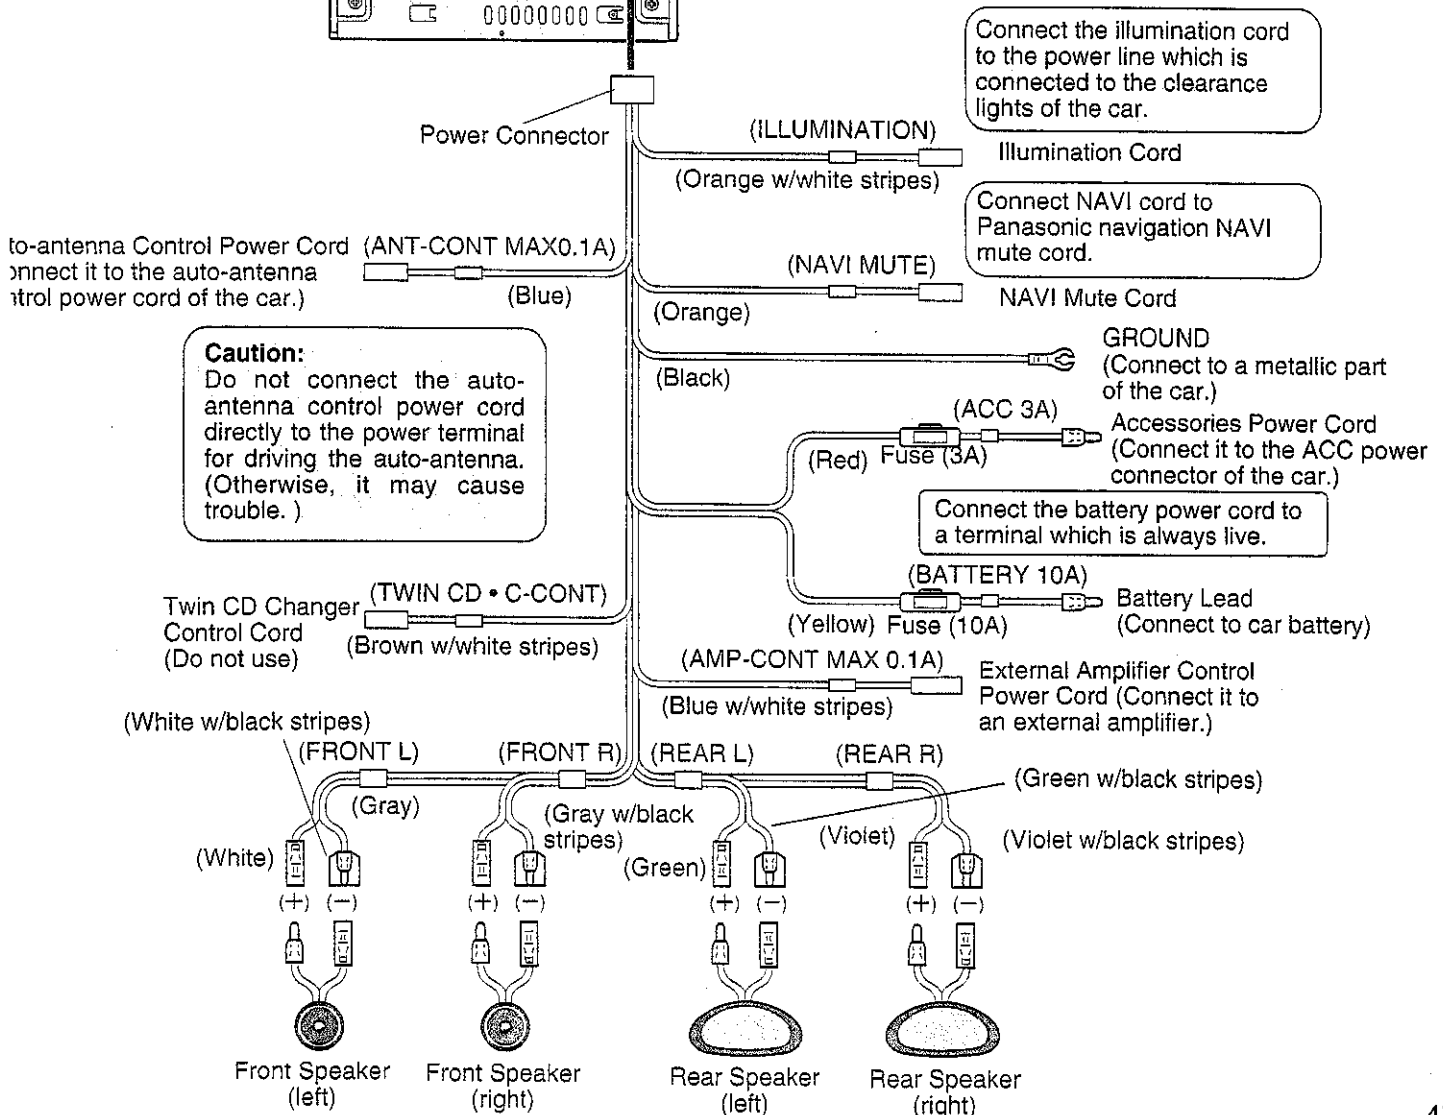 Connect the illumination cord
to the power line which is
connected to the clearance
lights of the car.
Power Connector
(ILLUMINATION)
Illumination Cord
(Orange w/white stripes)
Connect NAVI cord to
Panasonic navigation NAVI
mute cord.
to-antenna Control Power Cord
onnect it to the auto-antenna
ntrol power cord of the car.)
(ANT-CONT MAX0.1A)
(Blue)
(NAVI MUTE)
(Orange)
NAVI Mute Cord
Caution:
Do not connect the auto-
antenna control power cord
directly to the power terminal
for driving the auto-antenna.
(Otherwise, it may cause
trouble. )
(Black)
GROUND
(Connect to a metallic part
of the car.)
(ACC 3A)
(Red)
Fuse (3A)
Accessories Power Cord
(Connect it to the ACC power
connector of the car.)
Connect the battery power cord to
a terminal which is always live.
(BATTERY 10A)
(Yellow)
Fuse (10A)
Battery Lead
(Connect to car battery)
Twin CD Changer
Control Cord
(Do not use)
(TWIN CD • C-CONT)
(Brown w/white stripes)
(AMP-CONT MAX 0.1A)
(Blue w/white stripes)
External Amplifier Control
Power Cord (Connect it to
an external amplifier.)
(White w/black stripes)
(FRONT L)
(FRONT R)
(REAR L)
(REAR R)
(Green w/black stripes)
(Gray)
(Gray w/black
stripes)
(Violet)
(Violet w/black stripes)
(White)
(Green)
(+) (−)
(+) (−)
(+) (−)
(+) (−)
Front Speaker
(left)
Front Speaker
(right)
Rear Speaker
(left)
Rear Speaker
(right)